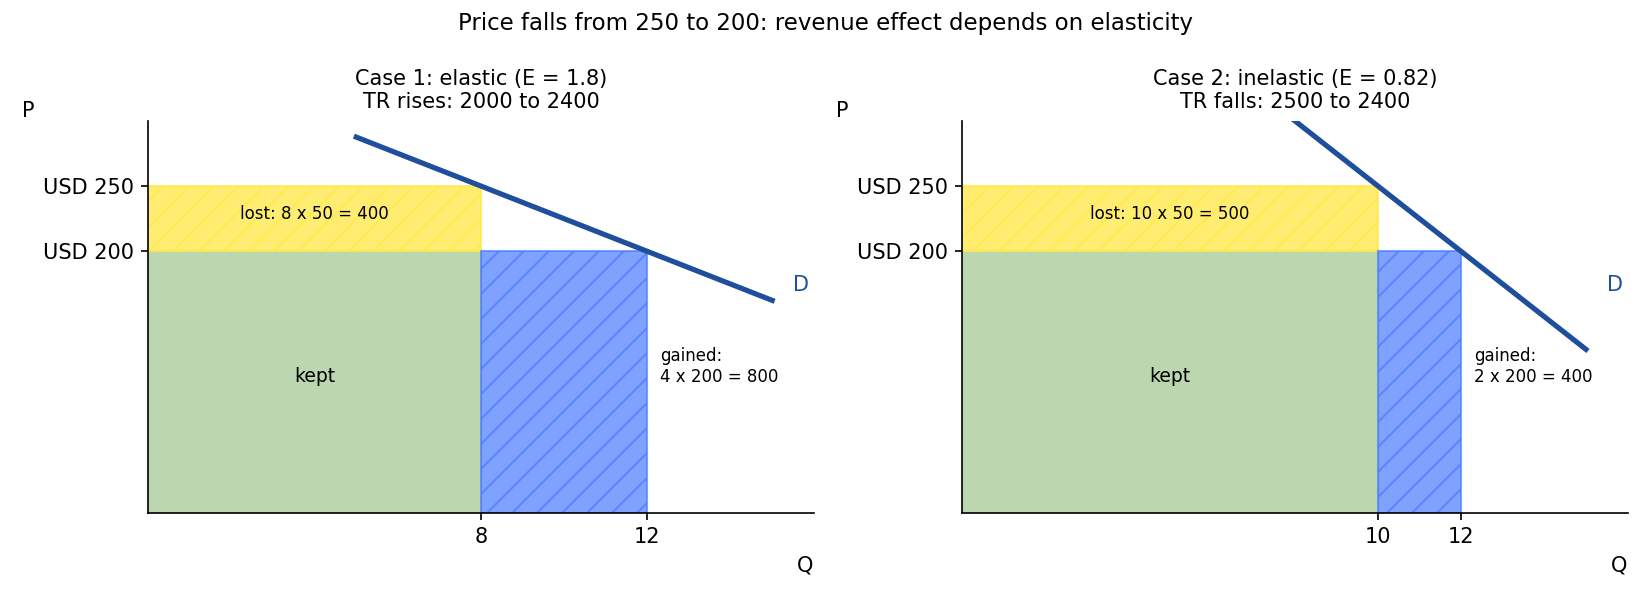 Price falls from 250 to 200: revenue effect depends on elasticity
Case 1: elastic (E = 1.8)
TR rises: 2000 to 2400
P
USD 250
USD 200
lost: 8 x 50 = 400
kept
gained:
4 x 200 = 800
D
8
12
Q
Case 2: inelastic (E = 0.82)
TR falls: 2500 to 2400
P
USD 250
USD 200
lost: 10 x 50 = 500
kept
gained:
2 x 200 = 400
D
10
12
Q